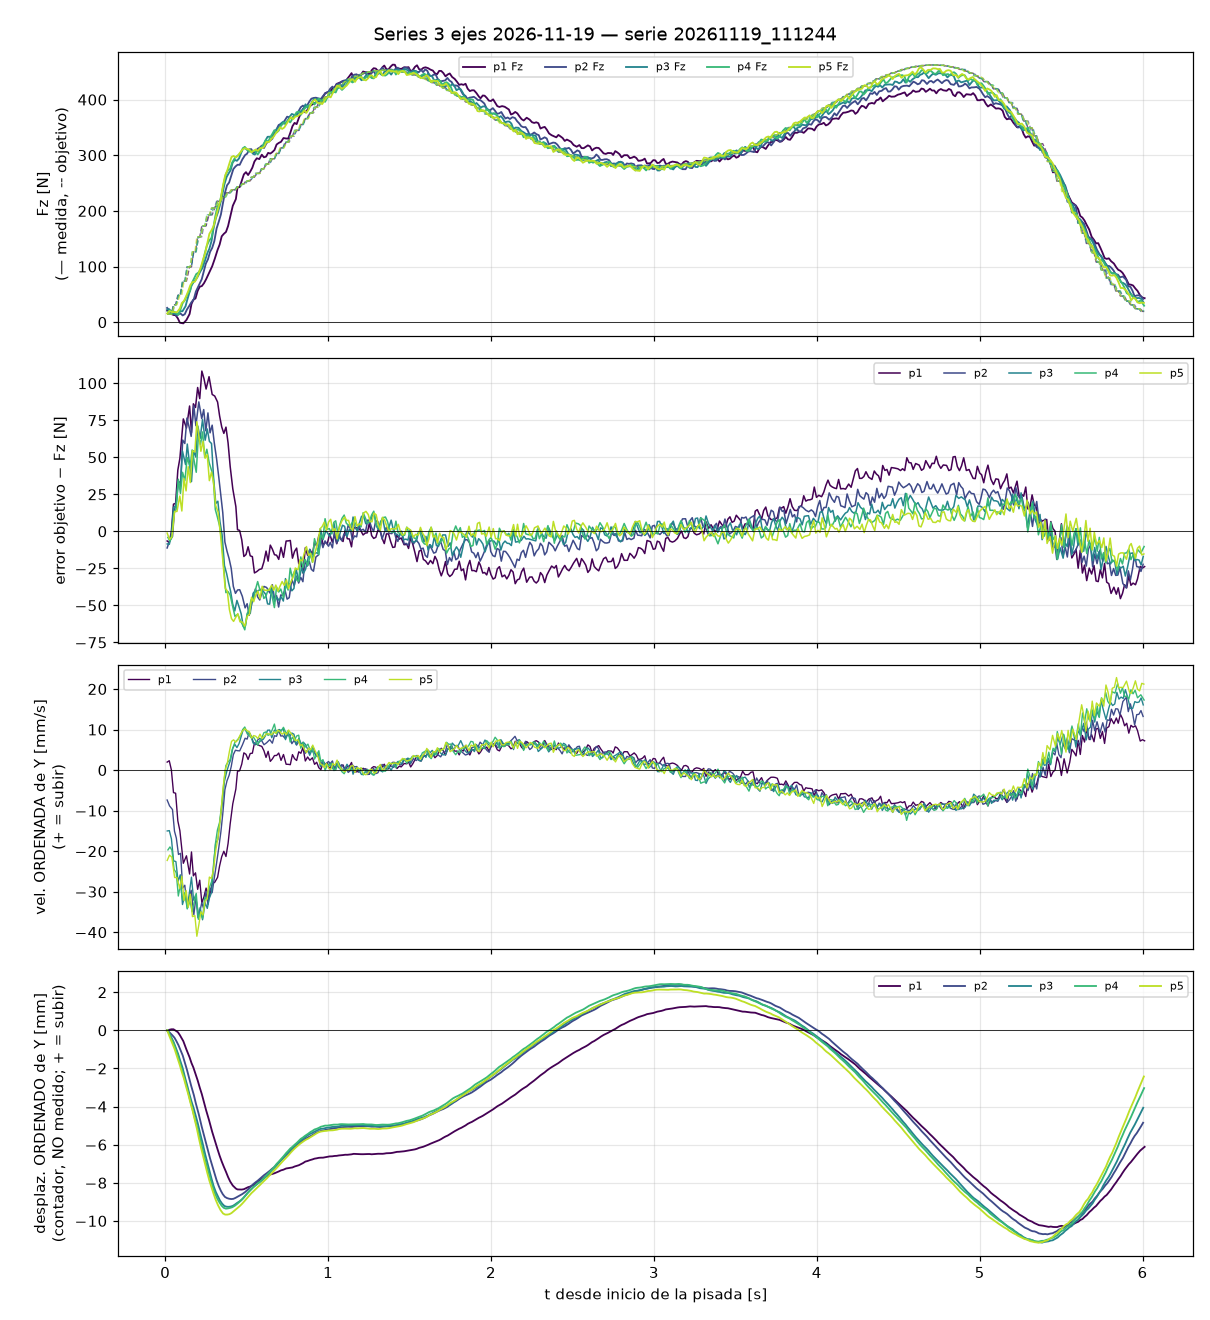 Series 3 ejes 2026-11-19 — serie 20261119_111244
p1 Fz p2 Fz p3 Fz p4 Fz p5 Fz
Fz [N]
(— medida, -- objetivo)
400
300
200
100
0
p1 p2 p3 p4 p5
error objetivo − Fz [N]
100
75
50
25
0
−25
−50
−75
p1 p2 p3 p4 p5
vel. ORDENADA de Y [mm/s]
(+ = subir)
20
10
0
−10
−20
−30
−40
p1 p2 p3 p4 p5
desplaz. ORDENADO de Y [mm]
(contador, NO medido; + = subir)
2
0
−2
−4
−6
−8
−10
0 1 2 3 4 5 6
t desde inicio de la pisada [s]